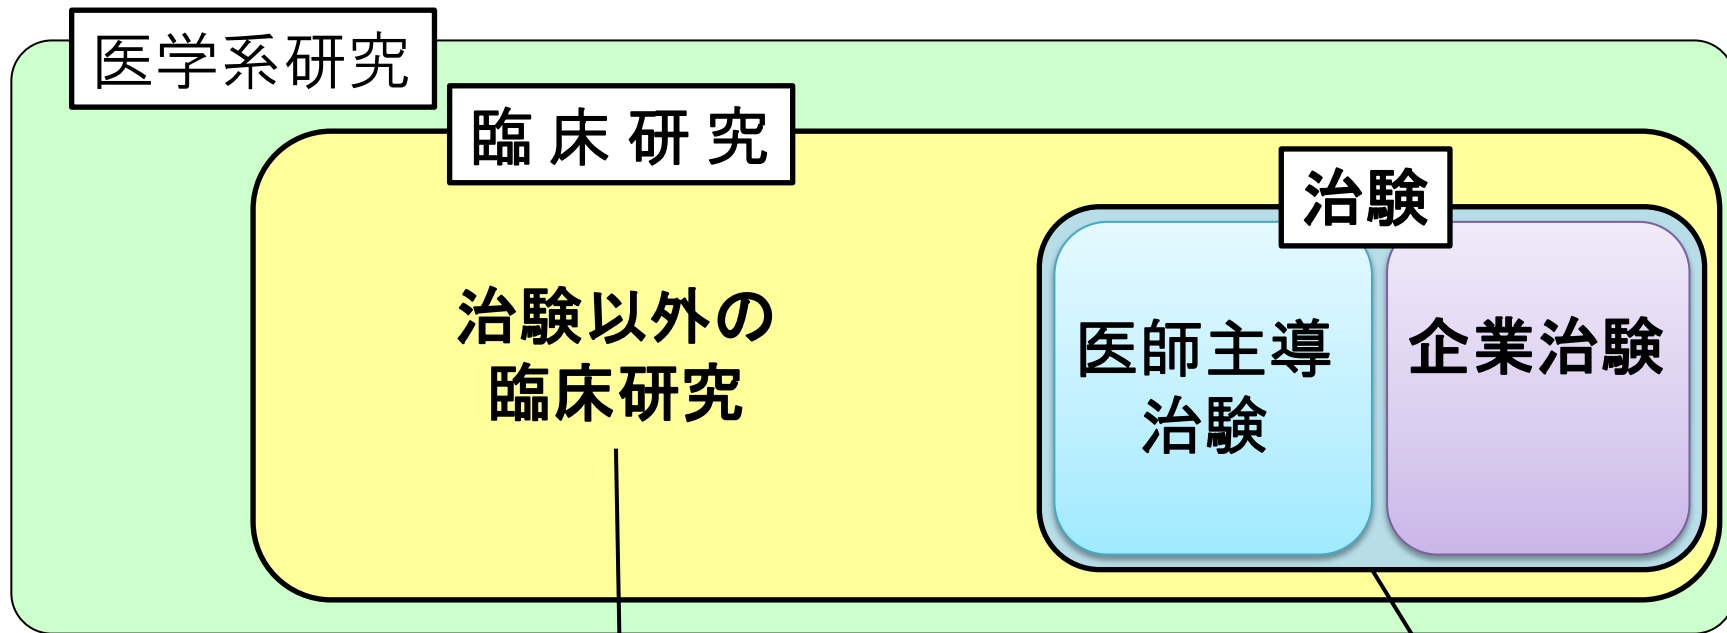 医学系研究
臨床研究
治験
治験以外の
臨床研究
医師主導
治験
企業治験